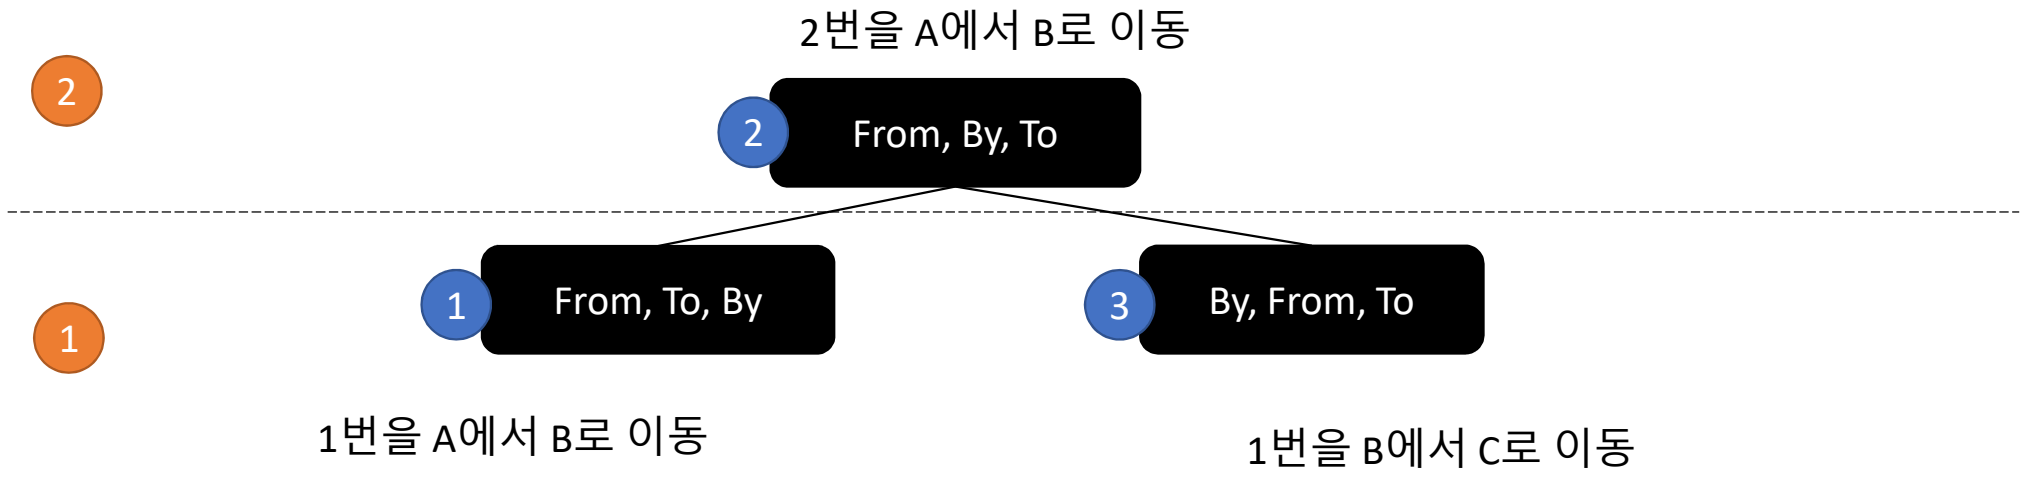 2번을 A에서 B로 이동
2
2
From, By, To
1
1
From, To, By
3
By, From, To
1번을 A에서 B로 이동
1번을 B에서 C로 이동